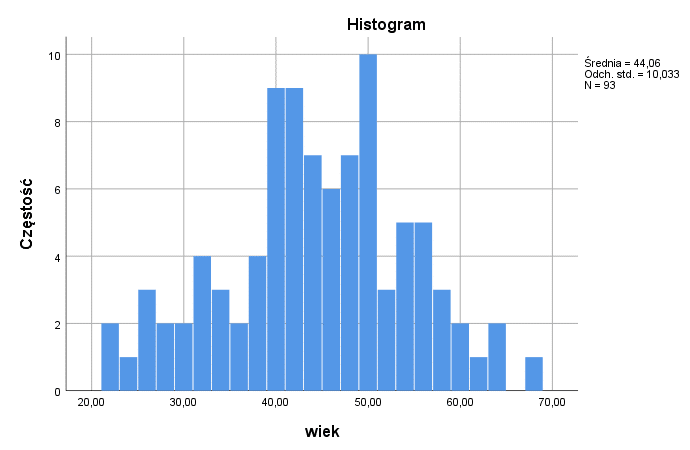 Histogram
Średnia = 44,06
Odch. std. = 10,033
N = 93
Częstość
10
8
6
4
2
0
20,00 30,00 40,00 50,00 60,00 70,00
wiek